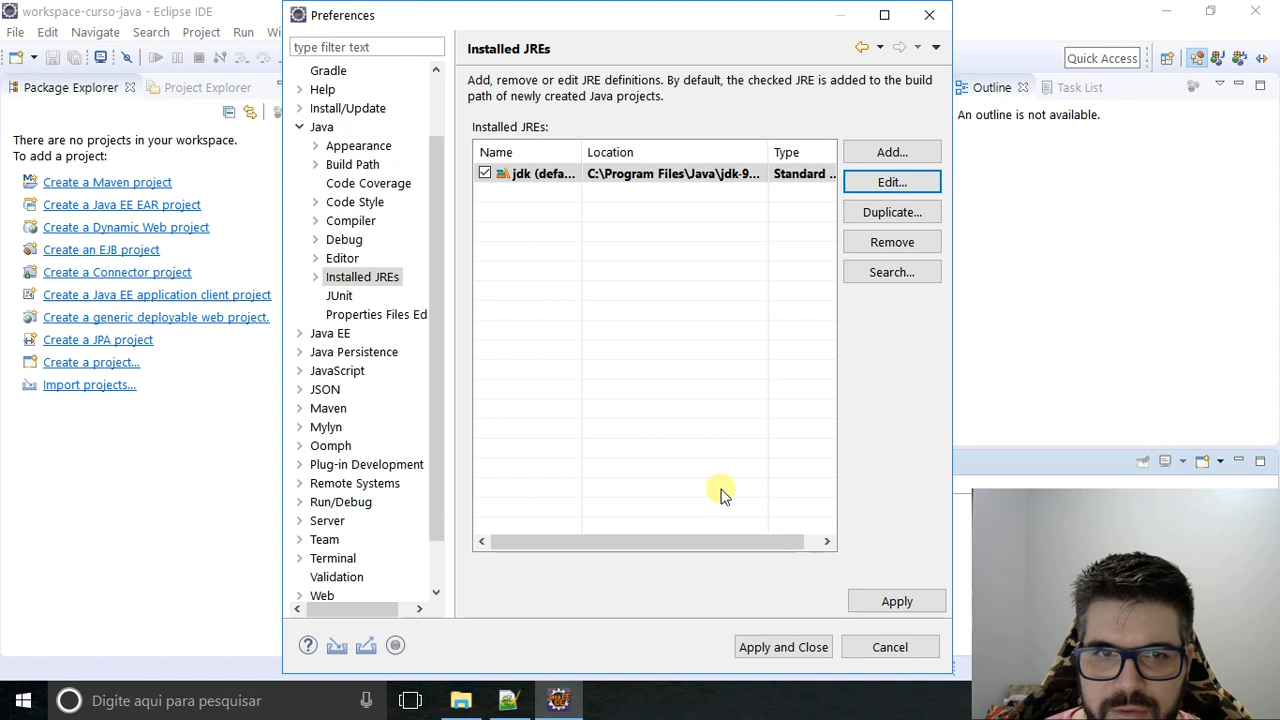 workspace-curso-java - Eclipse IDE
File Edit Navigate Search Project Run Wi
Quick Access
Package Explorer Project Explorer
There are no projects in your workspace.
To add a project:
Create a Maven project
Create a Java EE EAR project
Create a Dynamic Web project
Create an EJB project
Create a Connector project
Create a Java EE application client project
Create a generic deployable web project.
Create a JPA project
Create a project...
Import projects...
Preferences
type filter text
Gradle
Help
Install/Update
Java
Appearance
Build Path
Code Coverage
Code Style
Compiler
Debug
Editor
Installed JREs
JUnit
Properties Files Ed
Java EE
Java Persistence
JavaScript
JSON
Maven
Mylyn
Oomph
Plug-in Development
Remote Systems
Run/Debug
Server
Team
Terminal
Validation
Web
Installed JREs
Add, remove or edit JRE definitions. By default, the checked JRE is added to the build
path of newly created Java projects.
Installed JREs:
Name Location Type
jdk (defa... C:\Program Files\Java\jdk-9... Standard ..
Add...
Edit...
Duplicate...
Remove
Search...
Apply
Apply and Close Cancel
Outline Task List
An outline is not available.
Digite aqui para pesquisar